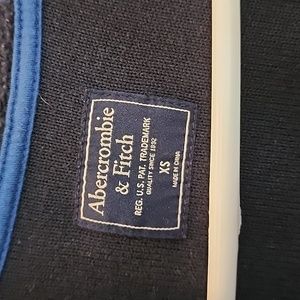 Abercrombie
& Fitch
REG. U.S. PAT. TRADEMARK
QUALITY SINCE 1892
XS
MADE IN CHINA